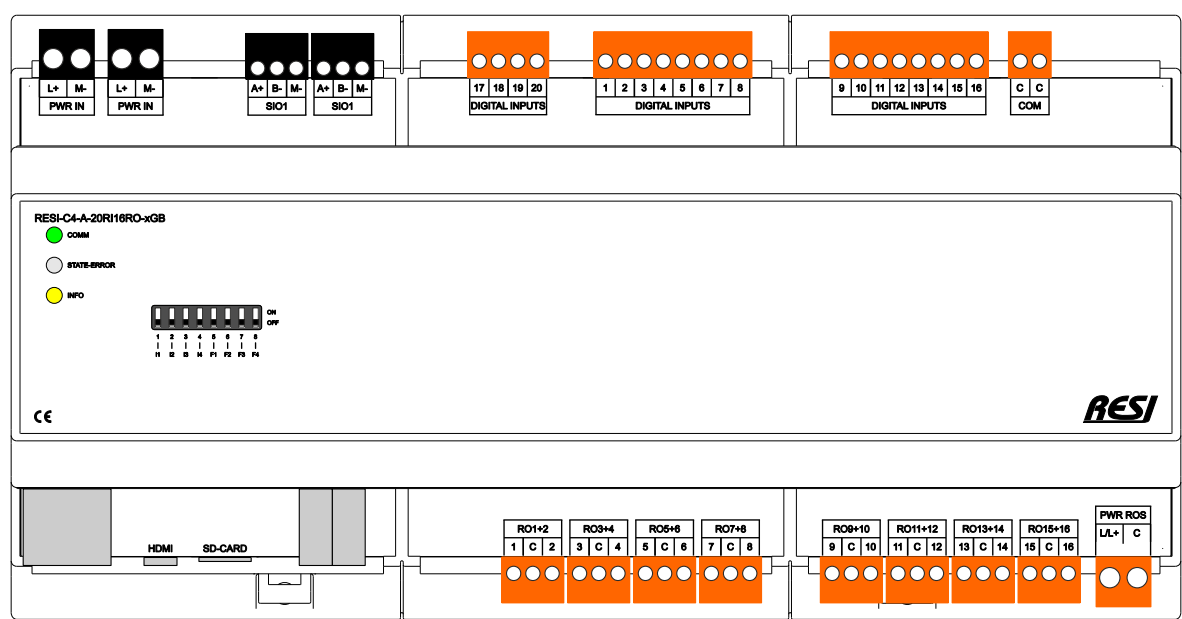 L+ M- L+ M- A+ B- M- A+ B- M- 17 18 19 20 1 2 3 4 5 6 7 8 9 10 11 12 13 14 15 16 C C
PWR IN PWR IN SIO1 SIO1 DIGITAL INPUTS DIGITAL INPUTS DIGITAL INPUTS COM
RESI-C4-A-20RI16RO-xGB
COMM
STATE-ERROR
INFO
ON
OFF
1 2 3 4 5 6 7 8
I1 I2 I3 I4 F1 F2 F3 F4
CE
RESI
PWR ROS
RO1+2 RO3+4 RO5+6 RO7+8 RO9+10 RO11+12 RO13+14 RO15+16
L/L+ C
HDMI SD-CARD 1 C 2 3 C 4 5 C 6 7 C 8 9 C 10 11 C 12 13 C 14 15 C 16